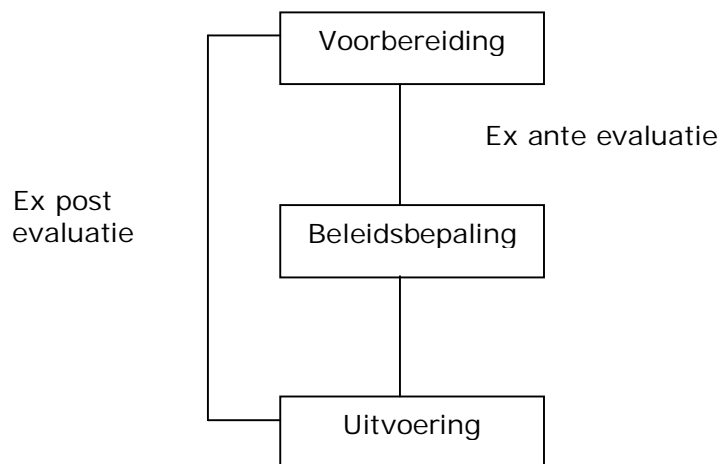 Voorbereiding
Ex ante evaluatie
Ex post
evaluatie
Beleidsbepaling
Uitvoering